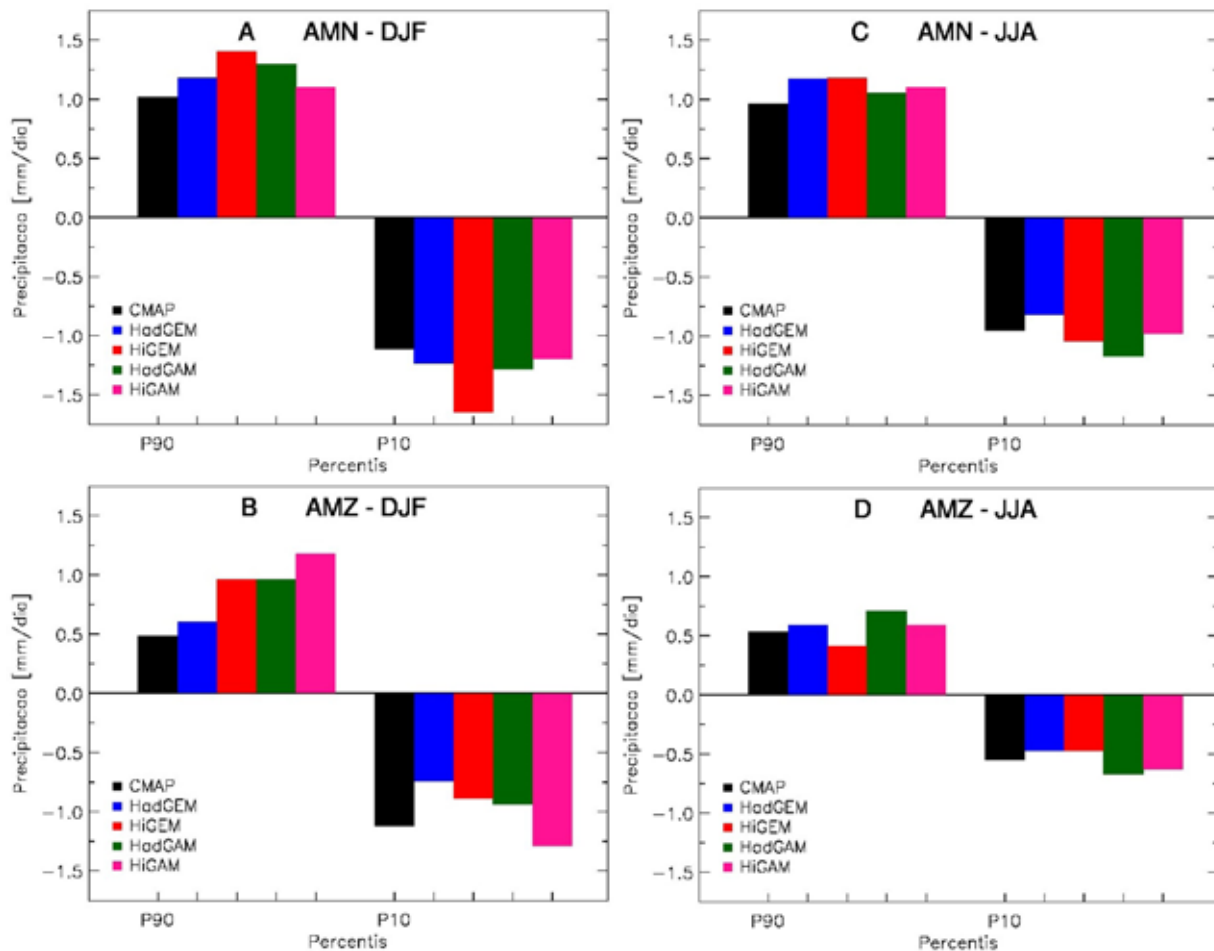 A AMN - DJF
Precipitacao [mm/dia]
1.5
1.0
0.5
0.0
-0.5
-1.0
-1.5
CMAP
HadGEM
HiGEM
HadGAM
HiGAM
P90 P10
Percentis
C AMN - JJA
Precipitacao [mm/dia]
1.5
1.0
0.5
0.0
-0.5
-1.0
-1.5
CMAP
HadGEM
HiGEM
HadGAM
HiGAM
P90 P10
Percentis
B AMZ - DJF
Precipitacao [mm/dia]
1.5
1.0
0.5
0.0
-0.5
-1.0
-1.5
CMAP
HadGEM
HiGEM
HadGAM
HiGAM
P90 P10
Percentis
D AMZ - JJA
Precipitacao [mm/dia]
1.5
1.0
0.5
0.0
-0.5
-1.0
-1.5
CMAP
HadGEM
HiGEM
HadGAM
HiGAM
P90 P10
Percentis